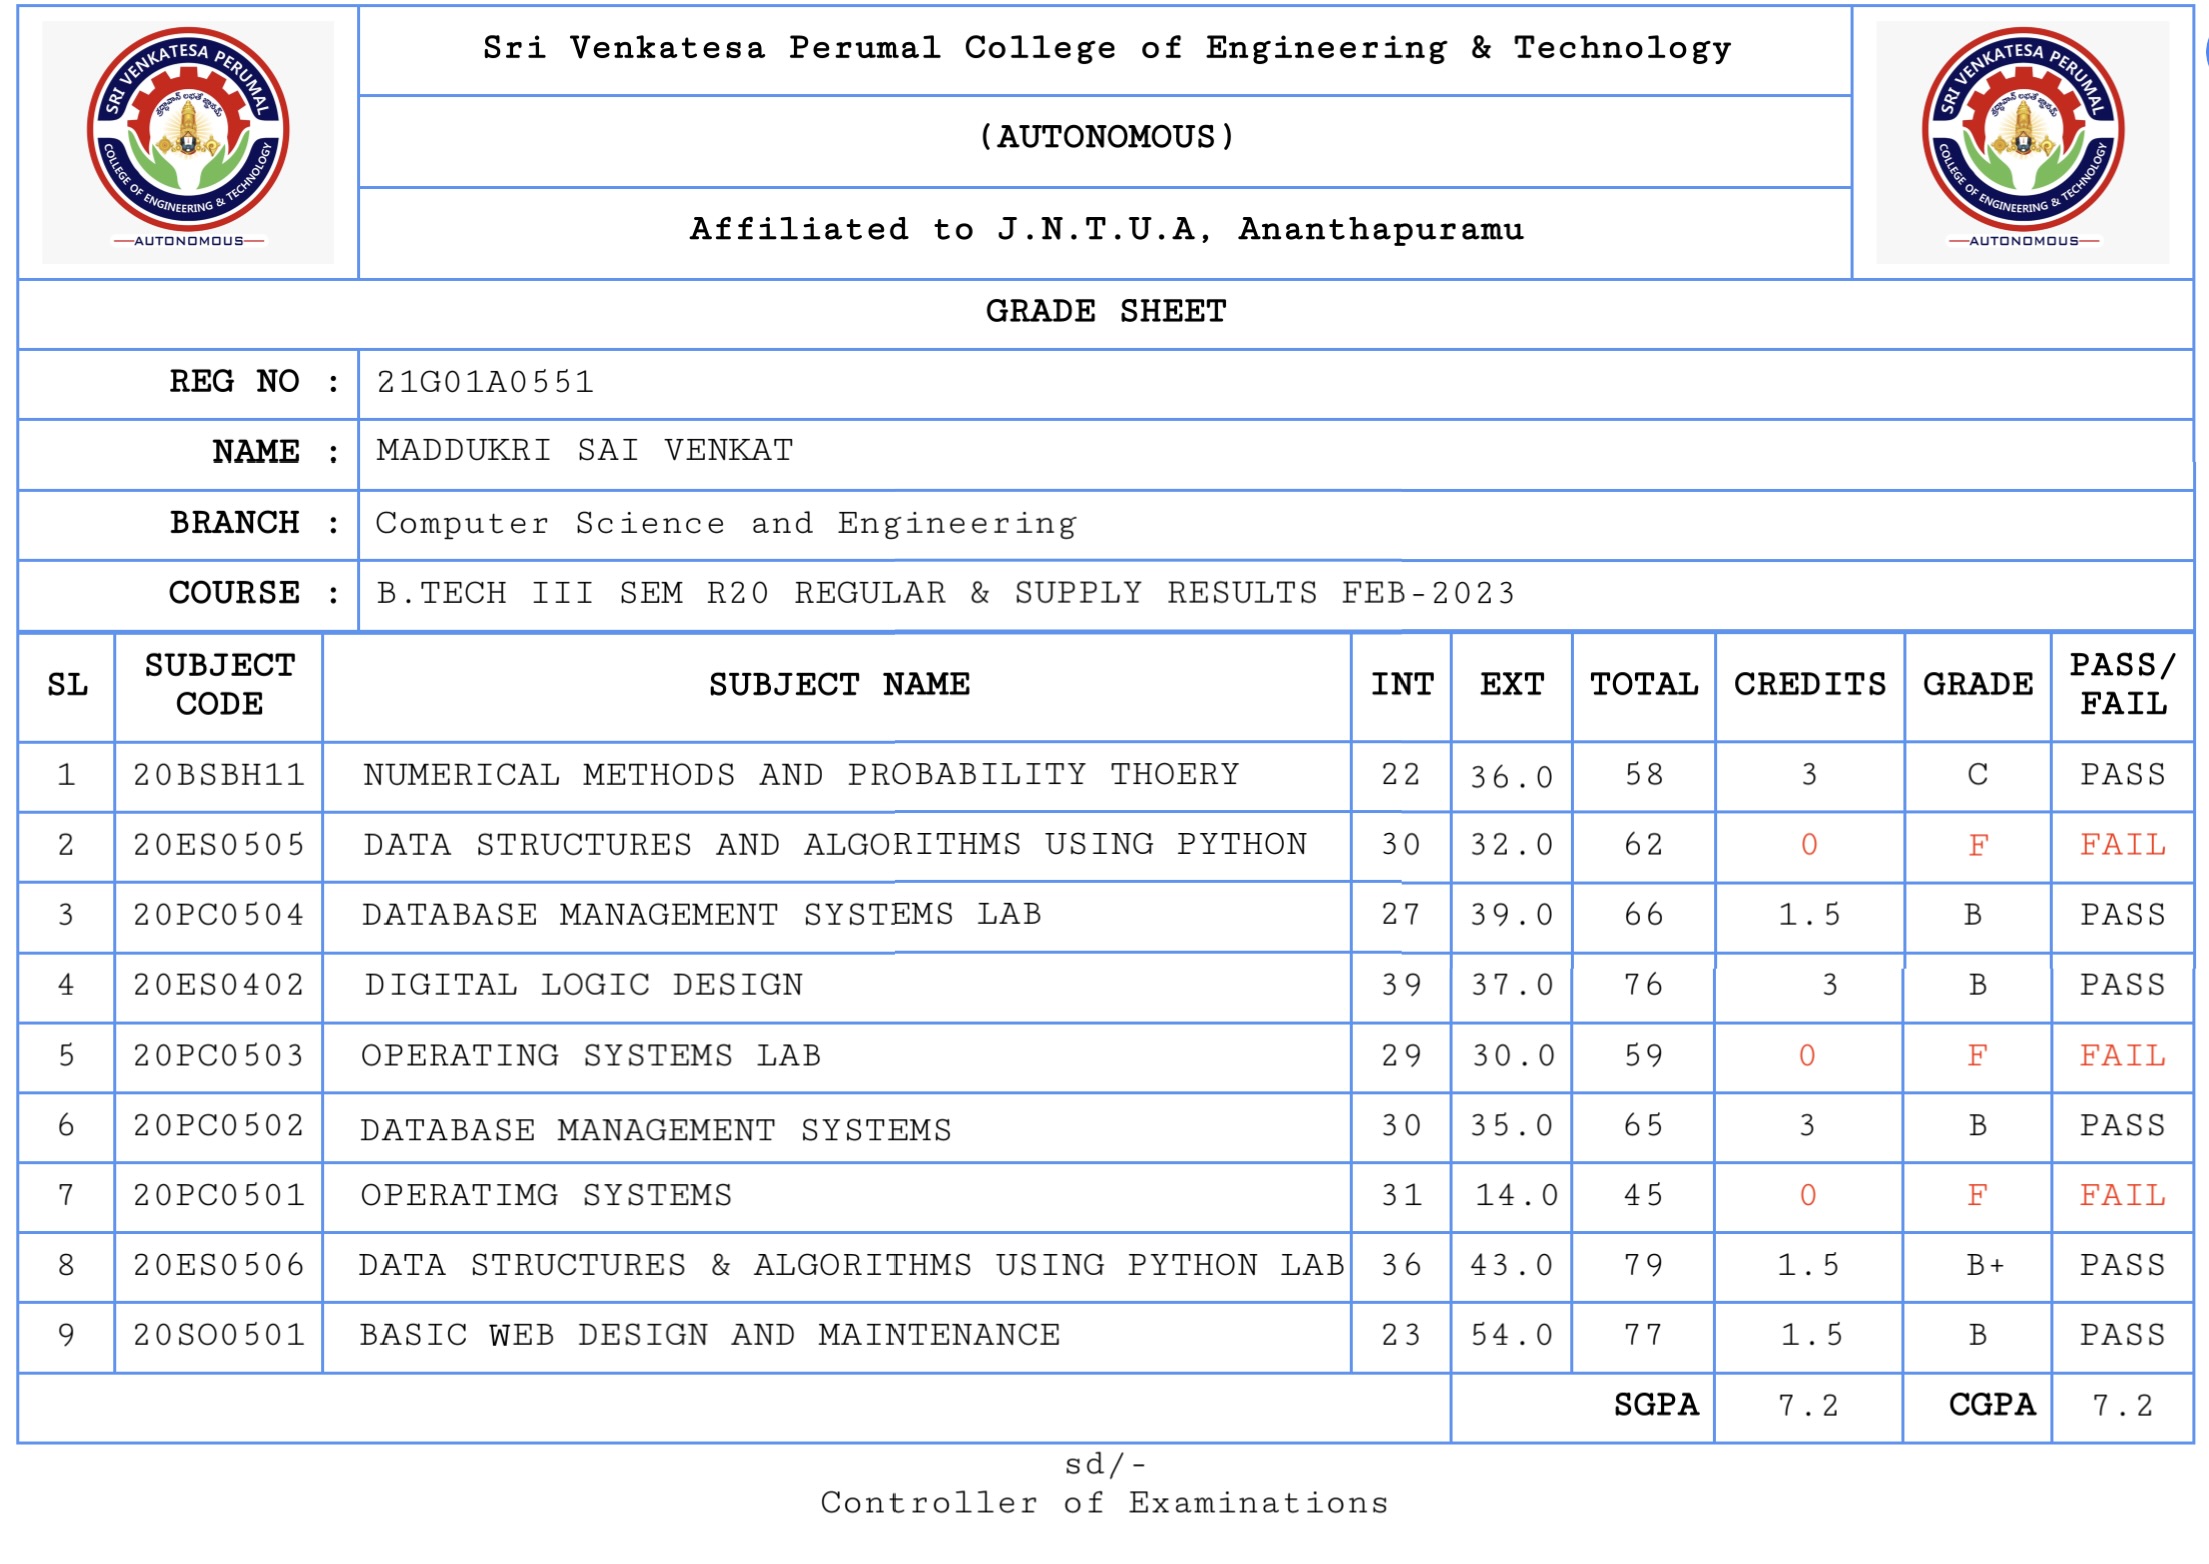 SRI VENKATESA PERUMAL
COLLEGE OF ENGINEERING & TECHNOLOGY
AUTONOMOUS
Sri Venkatesa Perumal College of Engineering & Technology
(AUTONOMOUS)
Affiliated to J.N.T.U.A, Ananthapuramu
SRI VENKATESA PERUMAL
COLLEGE OF ENGINEERING & TECHNOLOGY
AUTONOMOUS
GRADE SHEET
REG NO : 21G01A0551
NAME : MADDUKRI SAI VENKAT
BRANCH : Computer Science and Engineering
COURSE : B.TECH III SEM R20 REGULAR & SUPPLY RESULTS FEB-2023
SL SUBJECT CODE SUBJECT NAME INT EXT TOTAL CREDITS GRADE PASS/ FAIL
1 20BSBH11 NUMERICAL METHODS AND PROBABILITY THOERY 22 36.0 58 3 C PASS
2 20ES0505 DATA STRUCTURES AND ALGORITHMS USING PYTHON 30 32.0 62 0 F FAIL
3 20PC0504 DATABASE MANAGEMENT SYSTEMS LAB 27 39.0 66 1.5 B PASS
4 20ES0402 DIGITAL LOGIC DESIGN 39 37.0 76 3 B PASS
5 20PC0503 OPERATING SYSTEMS LAB 29 30.0 59 0 F FAIL
6 20PC0502 DATABASE MANAGEMENT SYSTEMS 30 35.0 65 3 B PASS
7 20PC0501 OPERATIMG SYSTEMS 31 14.0 45 0 F FAIL
8 20ES0506 DATA STRUCTURES & ALGORITHMS USING PYTHON LAB 36 43.0 79 1.5 B+ PASS
9 20SO0501 BASIC WEB DESIGN AND MAINTENANCE 23 54.0 77 1.5 B PASS
SGPA 7.2 CGPA 7.2
sd/-
Controller of Examinations